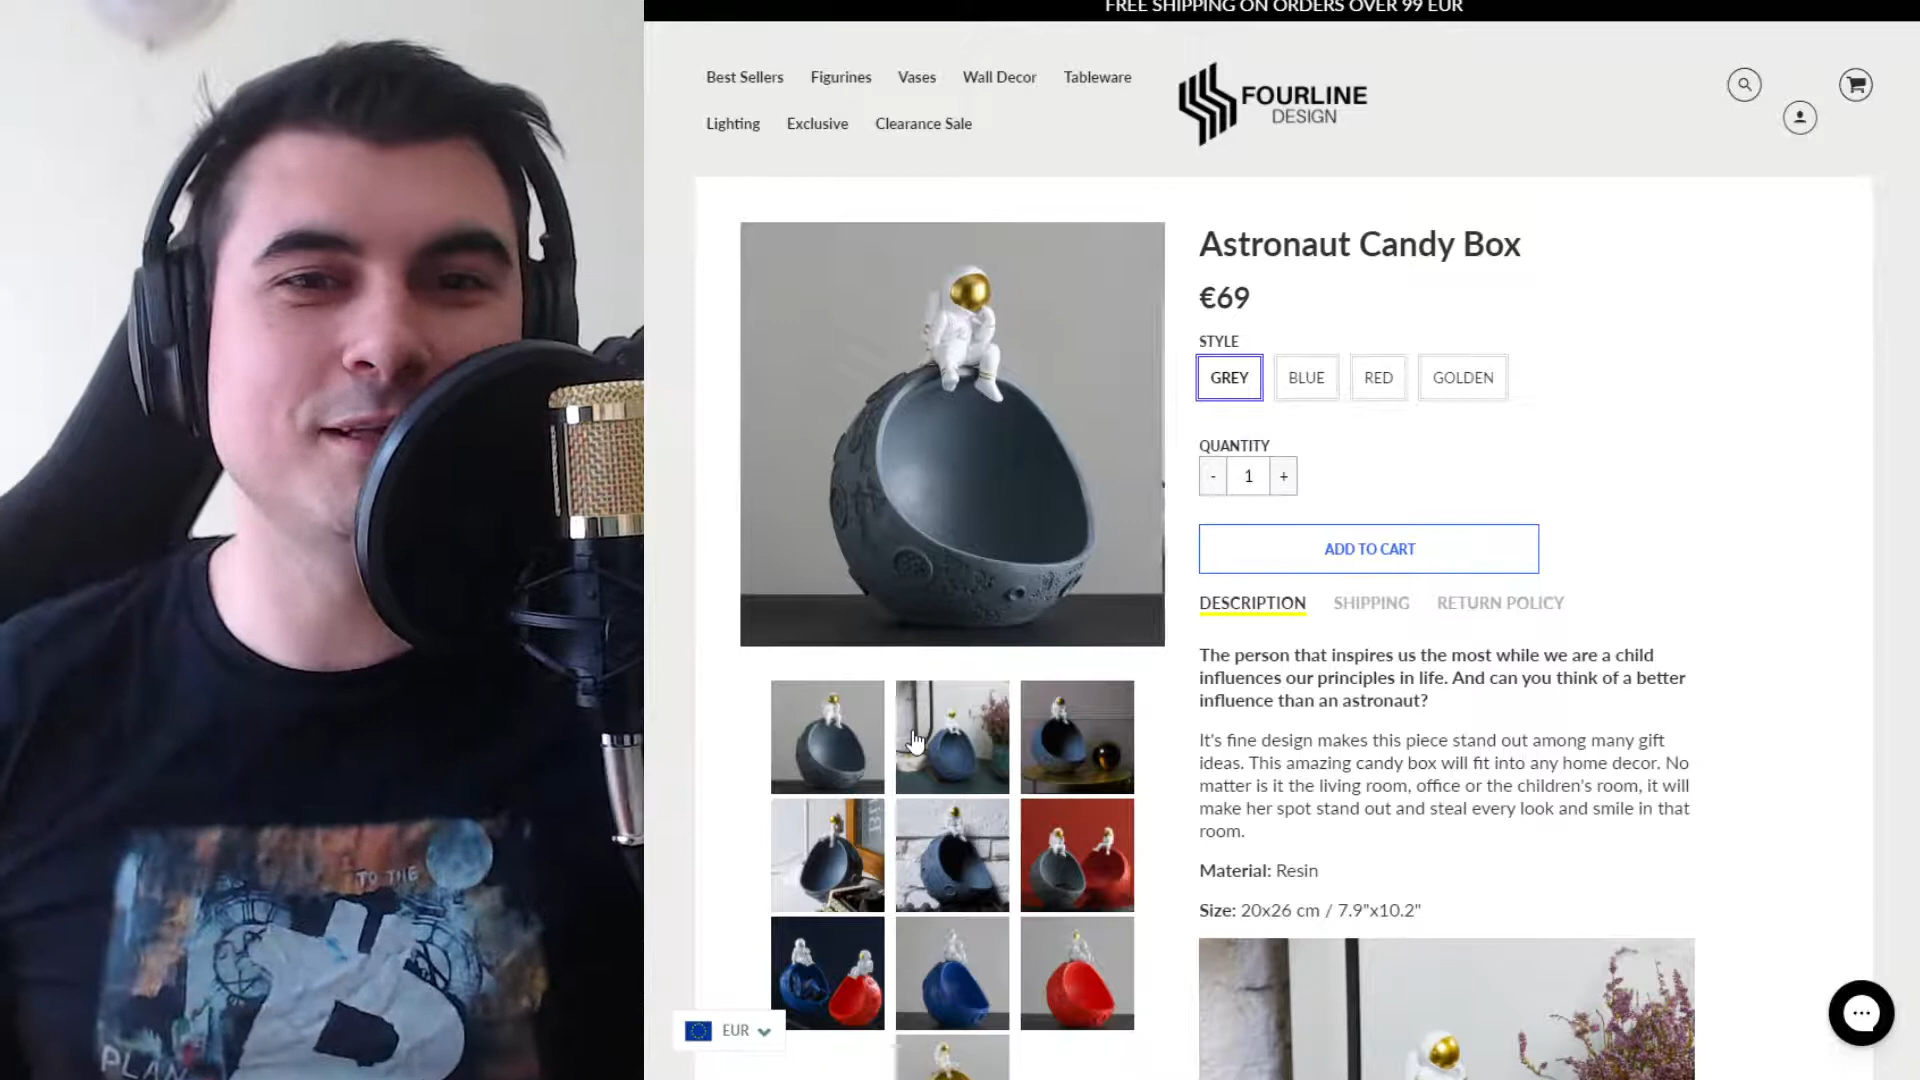 FREE SHIPPING ON ORDERS OVER 99 EUR
Best Sellers Figurines Vases Wall Decor Tableware
Lighting Exclusive Clearance Sale
FOURLINE
DESIGN
Astronaut Candy Box
€69
STYLE
GREY BLUE RED GOLDEN
QUANTITY
- 1 +
ADD TO CART
DESCRIPTION SHIPPING RETURN POLICY
The person that inspires us the most while we are a child
influences our principles in life. And can you think of a better
influence than an astronaut?
It's fine design makes this piece stand out among many gift
ideas. This amazing candy box will fit into any home decor. No
matter is it the living room, office or the children's room, it will
make her spot stand out and steal every look and smile in that
room.
Material: Resin
Size: 20x26 cm / 7.9"x10.2"
EUR
TO THE
PLAN